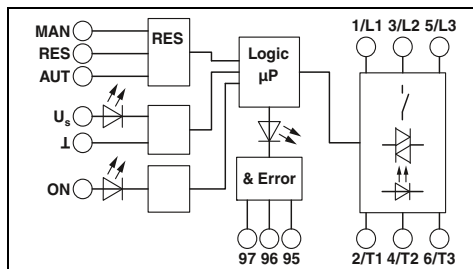 MAN
RES
AUT
Us
⊥
ON
RES
Logic
µP
& Error
97 96 95
1/L1 3/L2 5/L3
2/T1 4/T2 6/T3